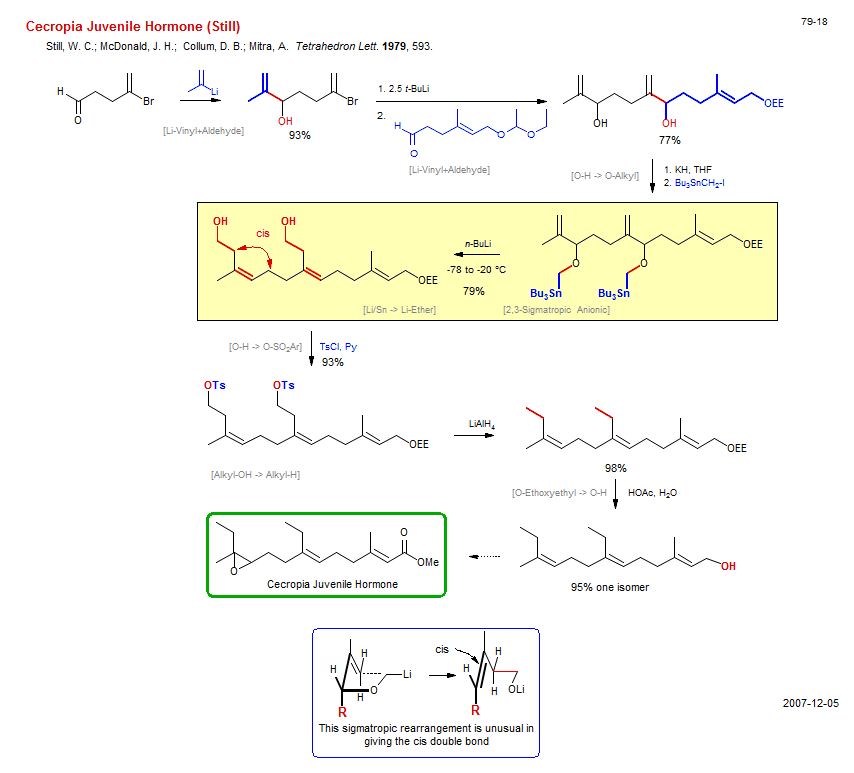 Cecropia Juvenile Hormone (Still)
79-18
Still, W. C.; McDonald, J. H.; Collum, D. B.; Mitra, A. Tetrahedron Lett. 1979, 593.
H
O
Br
Li
[Li-Vinyl+Aldehyde]
OH
Br
93%
1. 2.5 t-BuLi
2.
H
O
O
O
[Li-Vinyl+Aldehyde]
OH
OH
OEE
77%
[O-H -> O-Alkyl]
1. KH, THF
2. Bu3SnCH2-I
OH
OH
cis
OEE
n-BuLi
-78 to -20 °C
79%
[Li/Sn -> Li-Ether]
[2,3-Sigmatropic Anionic]
O
O
OEE
Bu3Sn
Bu3Sn
[O-H -> O-SO2Ar]
TsCl, Py
93%
OTs
OTs
OEE
[Alkyl-OH -> Alkyl-H]
LiAlH4
OEE
98%
[O-Ethoxyethyl -> O-H
HOAc, H2O
OH
95% one isomer
O
O
OMe
Cecropia Juvenile Hormone
H
H
Li
O
H
R
cis
H
H
H
OLi
R
This sigmatropic rearrangement is unusual in
giving the cis double bond
2007-12-05